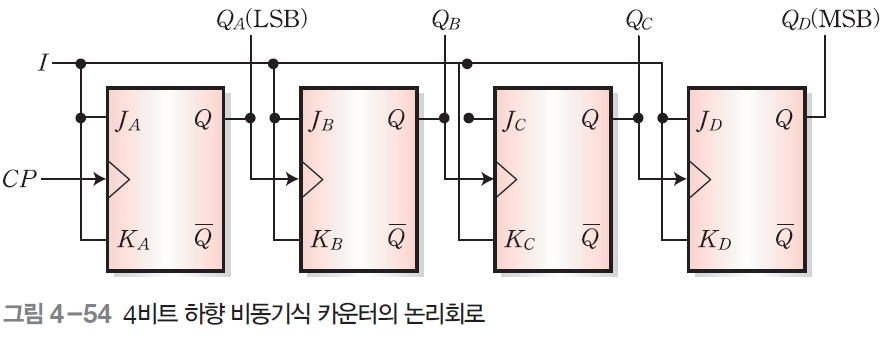 Q_A(LSB) Q_B Q_C Q_D(MSB)
I
J_A Q J_B Q J_C Q J_D Q
CP
K_A Q̅ K_B Q̅ K_C Q̅ K_D Q̅
그림 4-54 4비트 하향 비동기식 카운터의 논리회로